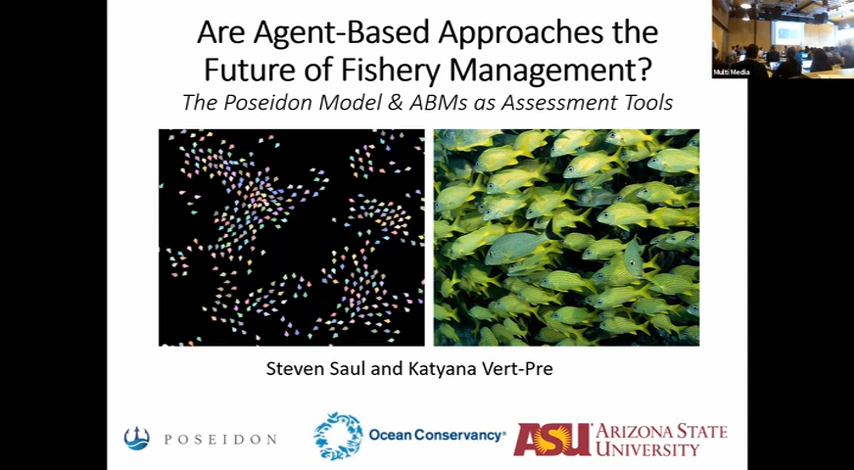 Are Agent-Based Approaches the
Future of Fishery Management?
The Poseidon Model & ABMs as Assessment Tools
Multi Media
Steven Saul and Katyana Vert-Pre
POSEIDON
Ocean Conservancy®
ASU ARIZONA STATE
UNIVERSITY